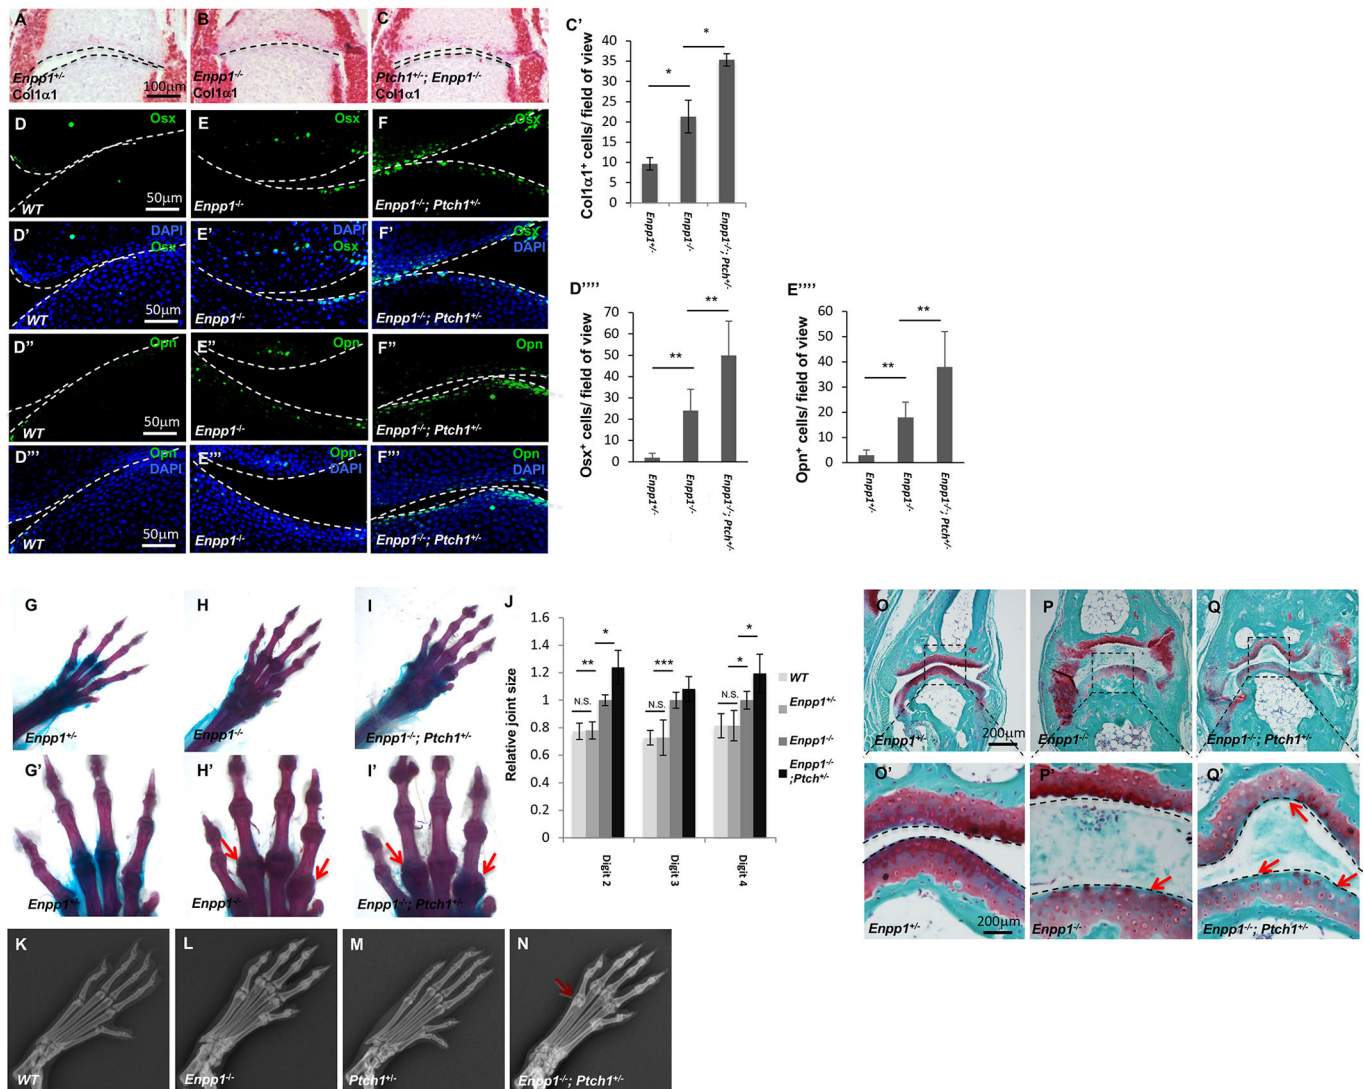 A
Enpp1+/-
Col1α1
100µm
B
Enpp1-/-
Col1α1
C
Ptch1+/-; Enpp1-/-
Col1α1
C'
Col1α1+ cells/ field of view
40
35
30
25
20
15
10
5
0
*
*
Enpp1+/-
Enpp1-/-
Enpp1-/-; Ptch+/-
D
Osx
WT
50µm
E
Osx
Enpp1-/-
F
Osx
Enpp1-/-; Ptch1+/-
D'
DAPI
Osx
WT
50µm
E'
DAPI
Osx
Enpp1-/-
F'
Osx
DAPI
Enpp1-/-; Ptch1+/-
D''
Opn
WT
50µm
E''
Opn
Enpp1-/-
F''
Opn
Enpp1-/-; Ptch1+/-
D'''
Opn
DAPI
WT
50µm
E'''
Opn
DAPI
Enpp1-/-
F'''
Opn
DAPI
Enpp1-/-; Ptch1+/-
D''''
Osx+ cells/ field of view
70
60
50
40
30
20
10
0
**
**
Enpp1+/-
Enpp1-/-
Enpp1-/-; Ptch+/-
E''''
Opn+ cells/ field of view
60
50
40
30
20
10
0
**
**
Enpp1+/-
Enpp1-/-
Enpp1-/-; Ptch+/-
G
Enpp1+/-
H
Enpp1-/-
I
Enpp1-/-; Ptch1+/-
G'
Enpp1+/-
H'
Enpp1-/-
I'
Enpp1-/-; Ptch1+/-
J
Relative joint size
1.6
1.4
1.2
1
0.8
0.6
0.4
0.2
0
N.S.
**
*
N.S.
***
N.S.
*
*
Digit 2
Digit 3
Digit 4
WT
Enpp1+/-
Enpp1-/-
Enpp1-/-
;Ptch+/-
K
WT
L
Enpp1-/-
M
Ptch1+/-
N
Enpp1-/-; Ptch1+/-
O
Enpp1+/-
200µm
P
Enpp1-/-
Q
Enpp1-/-; Ptch1+/-
O'
Enpp1+/-
200µm
P'
Enpp1-/-
Q'
Enpp1-/-; Ptch1+/-